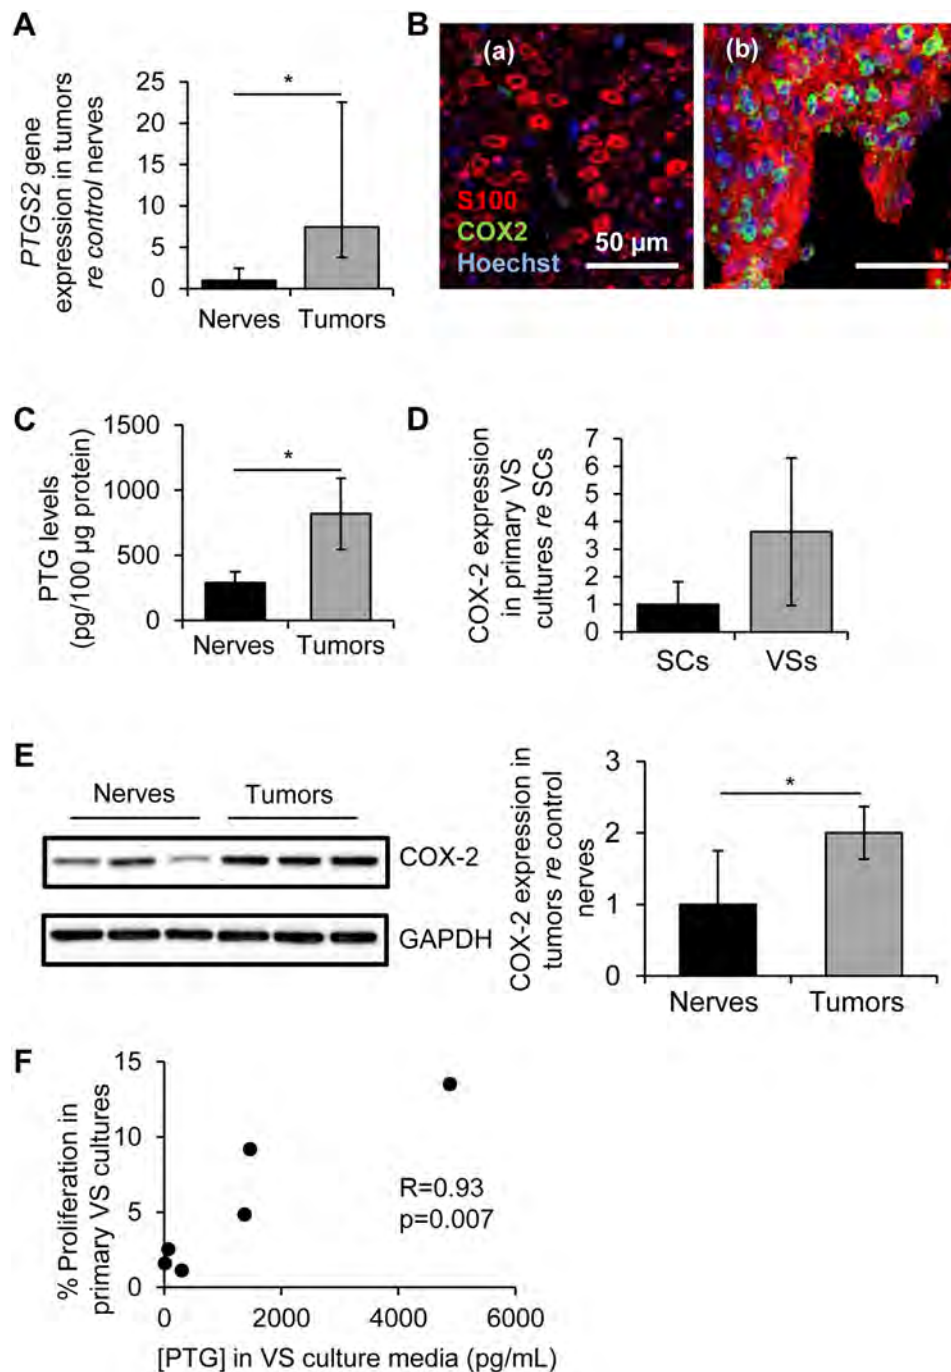 A
PTGS2 gene
expression in tumors
re control nerves
25
20
15
10
5
0
*
Nerves Tumors
B
(a)
S100
COX2
Hoechst
50 µm
(b)
C
PTG levels
(pg/100 µg protein)
1500
1000
500
0
*
Nerves Tumors
D
COX-2 expression
in primary VS
cultures re SCs
7
6
5
4
3
2
1
0
SCs VSs
E
Nerves Tumors
COX-2
GAPDH
COX-2 expression in
tumors re control
nerves
3
2
1
0
*
Nerves Tumors
F
% Proliferation in
primary VS cultures
15
10
5
0
R=0.93
p=0.007
0 2000 4000 6000
[PTG] in VS culture media (pg/mL)